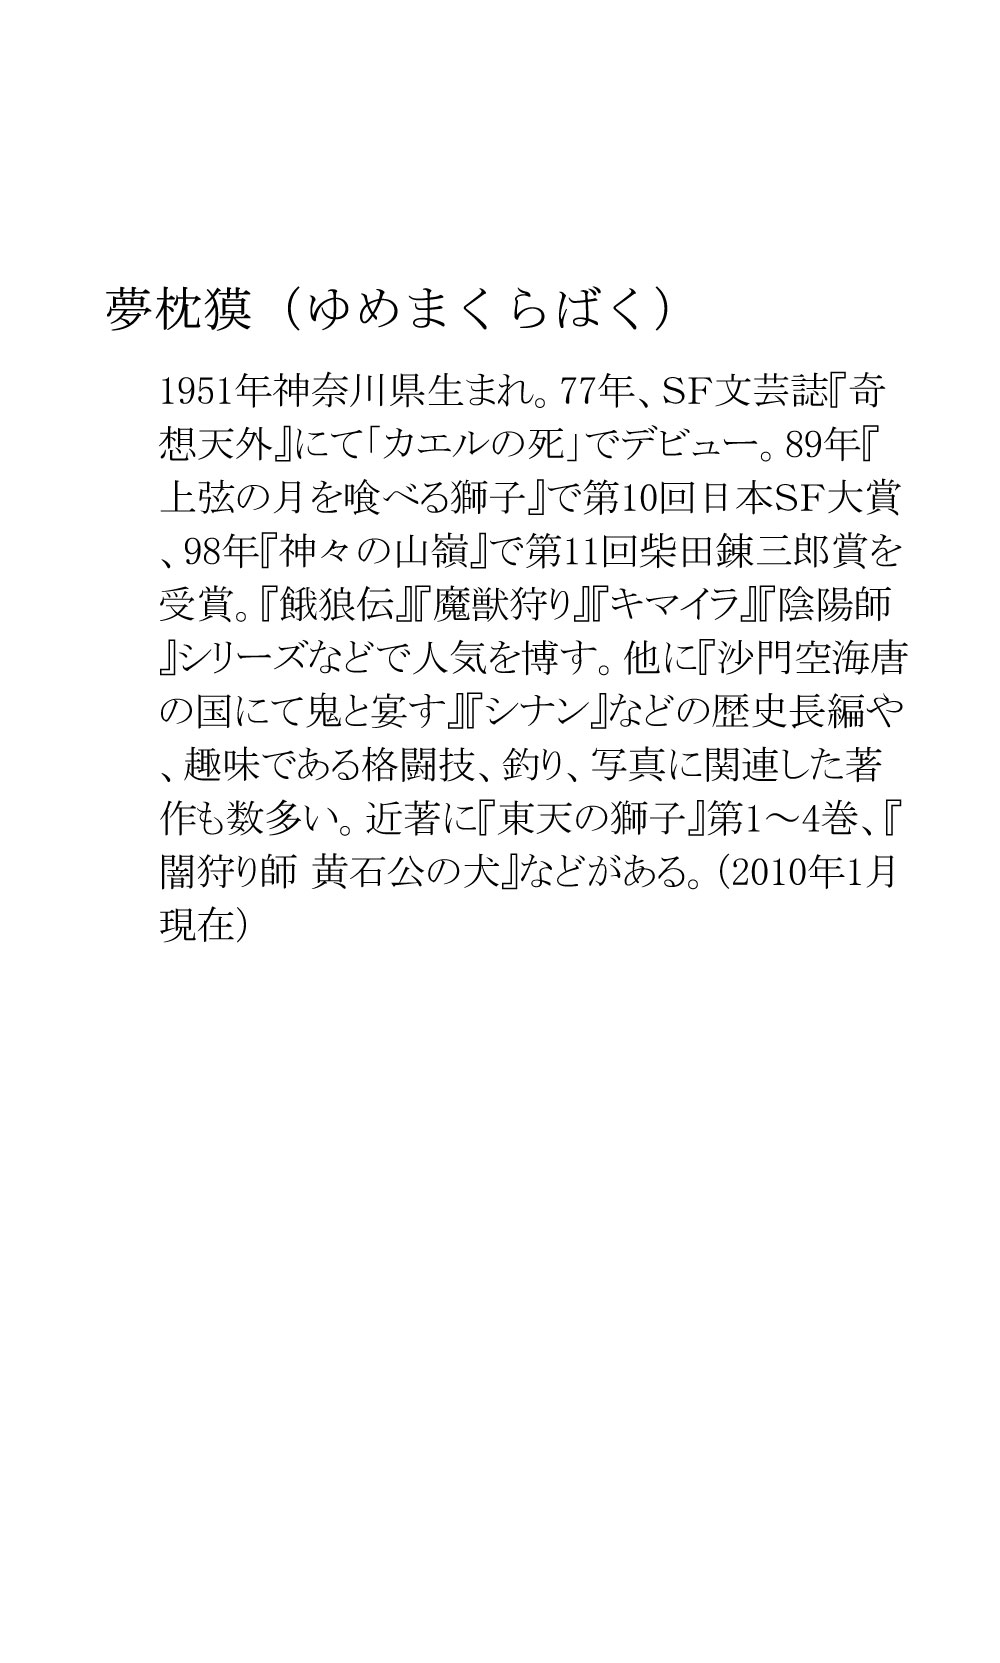 夢枕獏（ゆめまくらばく）
1951年神奈川県生まれ。77年、ＳＦ文芸誌『奇
想天外』にて「カエルの死」でデビュー。89年『
上弦の月を喰べる獅子』で第10回日本ＳＦ大賞
、98年『神々の山嶺』で第11回柴田錬三郎賞を
受賞。『餓狼伝』『魔獣狩り』『キマイラ』『陰陽師
』シリーズなどで人気を博す。他に『沙門空海唐
の国にて鬼と宴す』『シナン』などの歴史長編や
、趣味である格闘技、釣り、写真に関連した著
作も数多い。近著に『東天の獅子』第1〜4巻、『
闇狩り師 黄石公の犬』などがある。（2010年1月
現在）